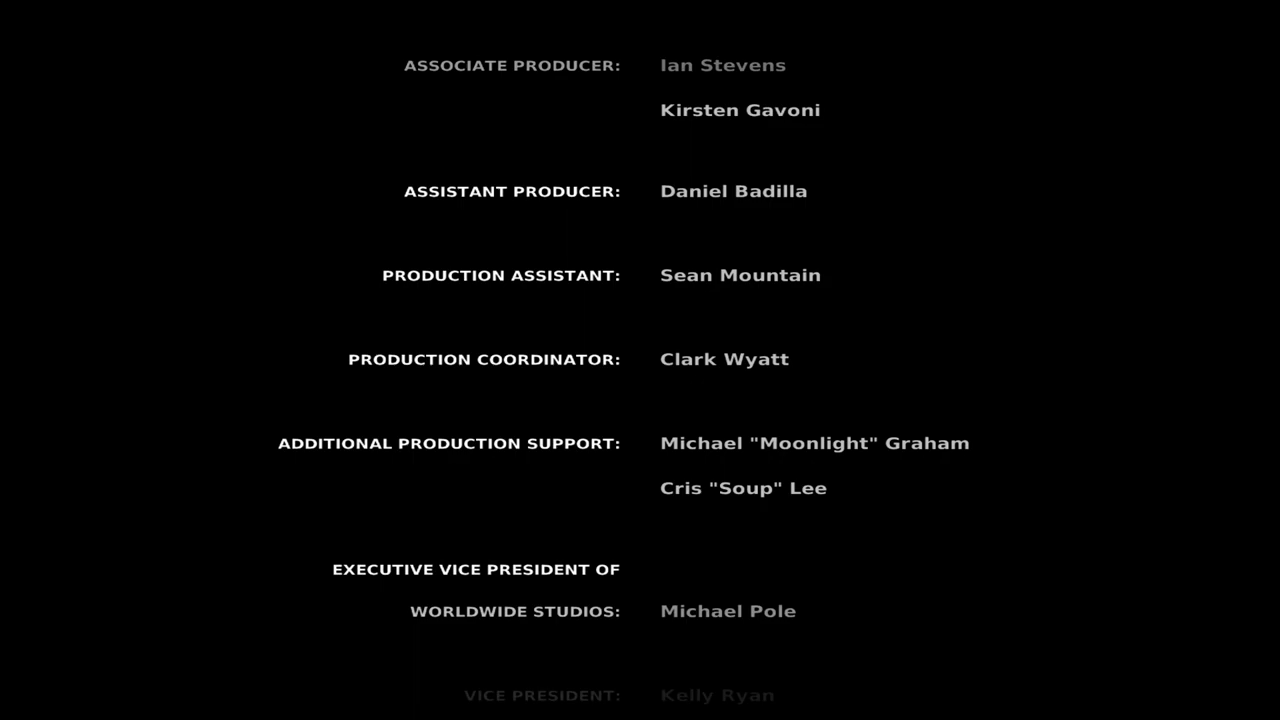 ASSOCIATE PRODUCER: Ian Stevens
Kirsten Gavoni
ASSISTANT PRODUCER: Daniel Badilla
PRODUCTION ASSISTANT: Sean Mountain
PRODUCTION COORDINATOR: Clark Wyatt
ADDITIONAL PRODUCTION SUPPORT: Michael "Moonlight" Graham
Cris "Soup" Lee
EXECUTIVE VICE PRESIDENT OF
WORLDWIDE STUDIOS: Michael Pole
VICE PRESIDENT: Kelly Ryan